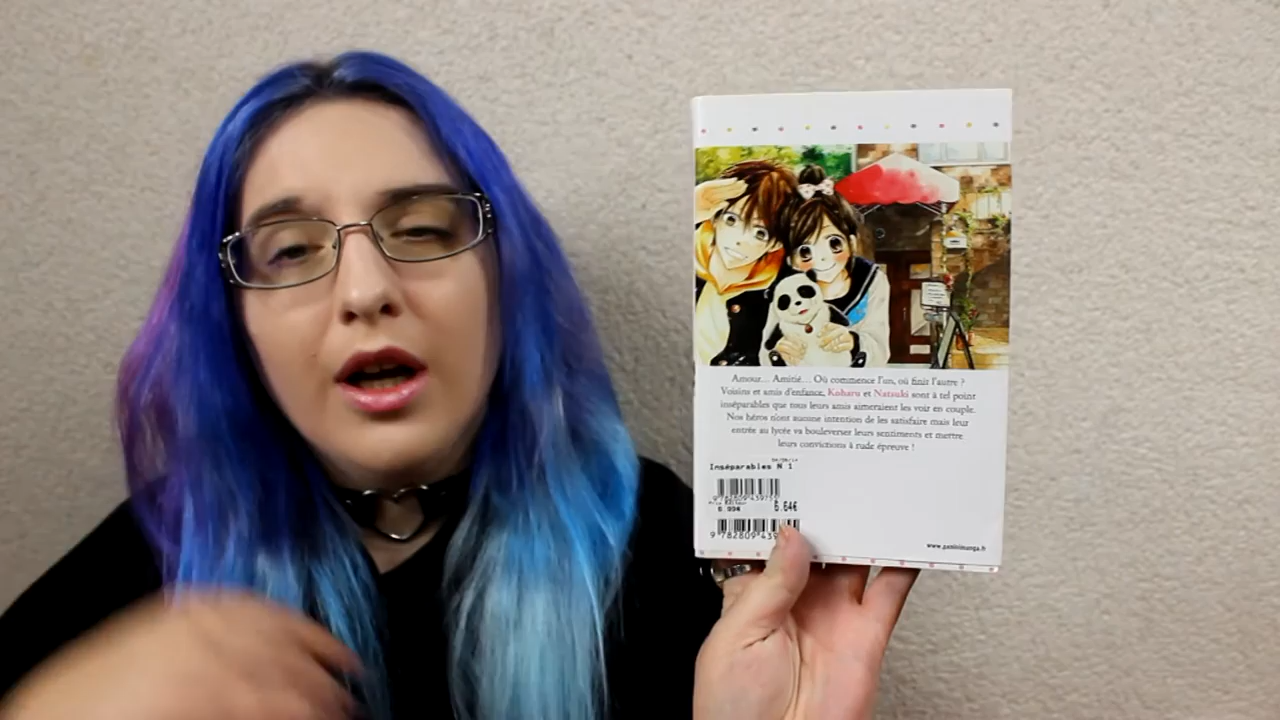 Amour... Amitié... Où commence l'un, où finit l'autre ?
Voisins et amis d'enfance, Koharu et Natsuki sont à tel point
inséparables que tous leurs amis aimeraient les voir en couple.
Nos héros n'ont aucune intention de les satisfaire mais leur
entrée au lycée va bouleverser leurs sentiments et mettre
leurs convictions à rude épreuve !
Inséparables N 1
6.64€
9 782809 439
www.paninimanga.fr